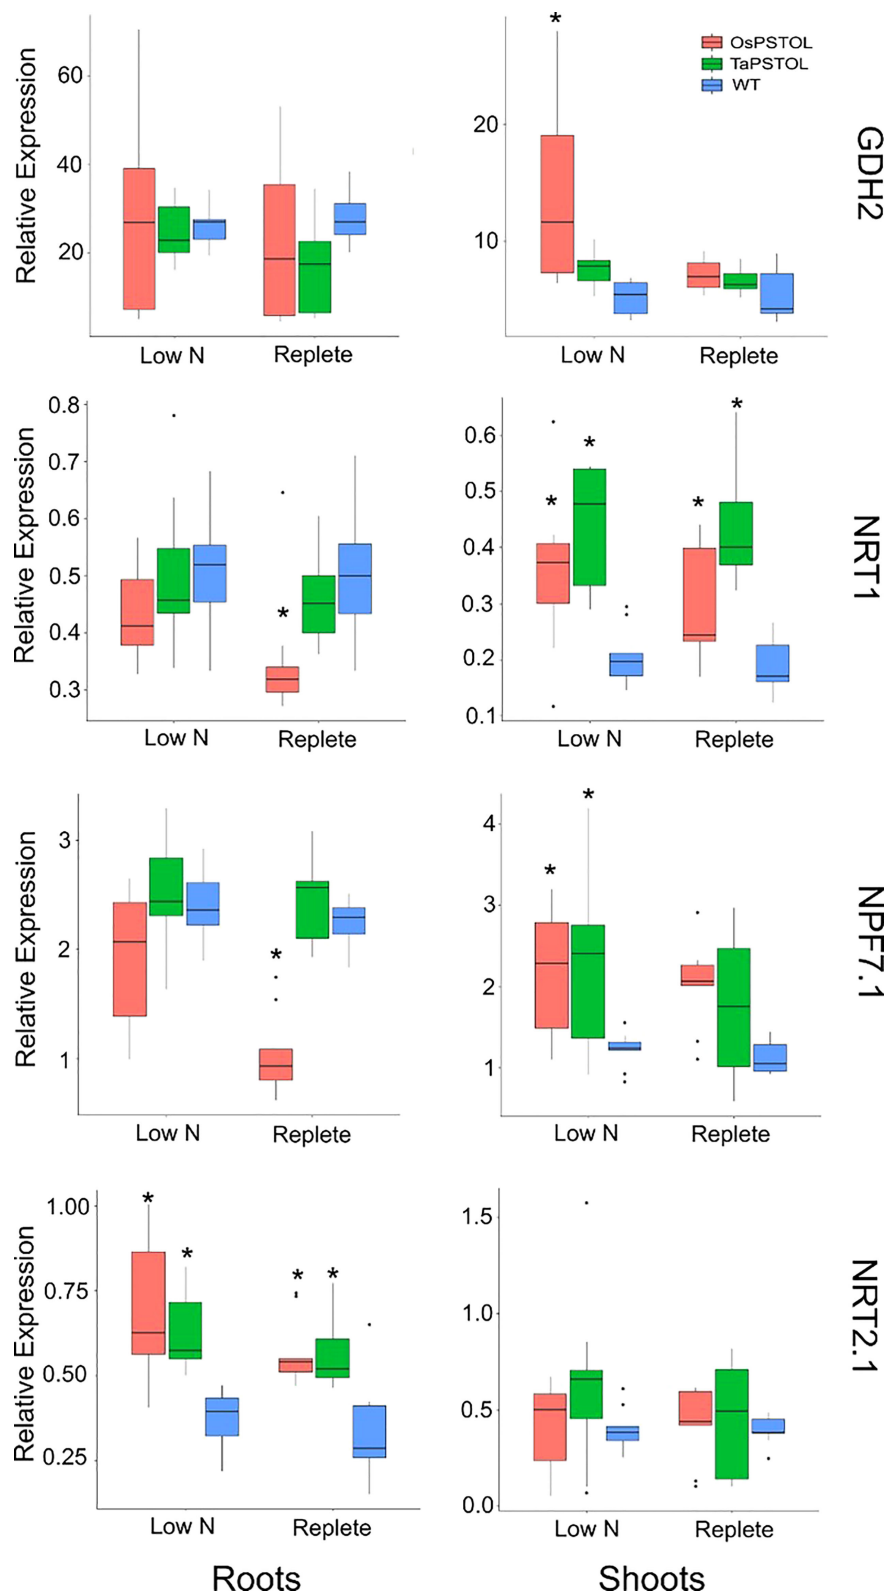 Relative Expression
60
40
20
Low N
Replete
*
20
10
OsPSTOL
TaPSTOL
WT
Low N
Replete
GDH2
Relative Expression
0.8
0.7
0.6
0.5
0.4
0.3
*
Low N
Replete
0.6
0.5
0.4
0.3
0.2
0.1
* * * *
Low N
Replete
NRT1
Relative Expression
3
2
1
*
Low N
Replete
4
3
2
1
* *
Low N
Replete
NPF7.1
Relative Expression
1.00
0.75
0.50
0.25
* * * *
Low N
Replete
1.5
1.0
0.5
0.0
Low N
Replete
NRT2.1
Roots
Shoots